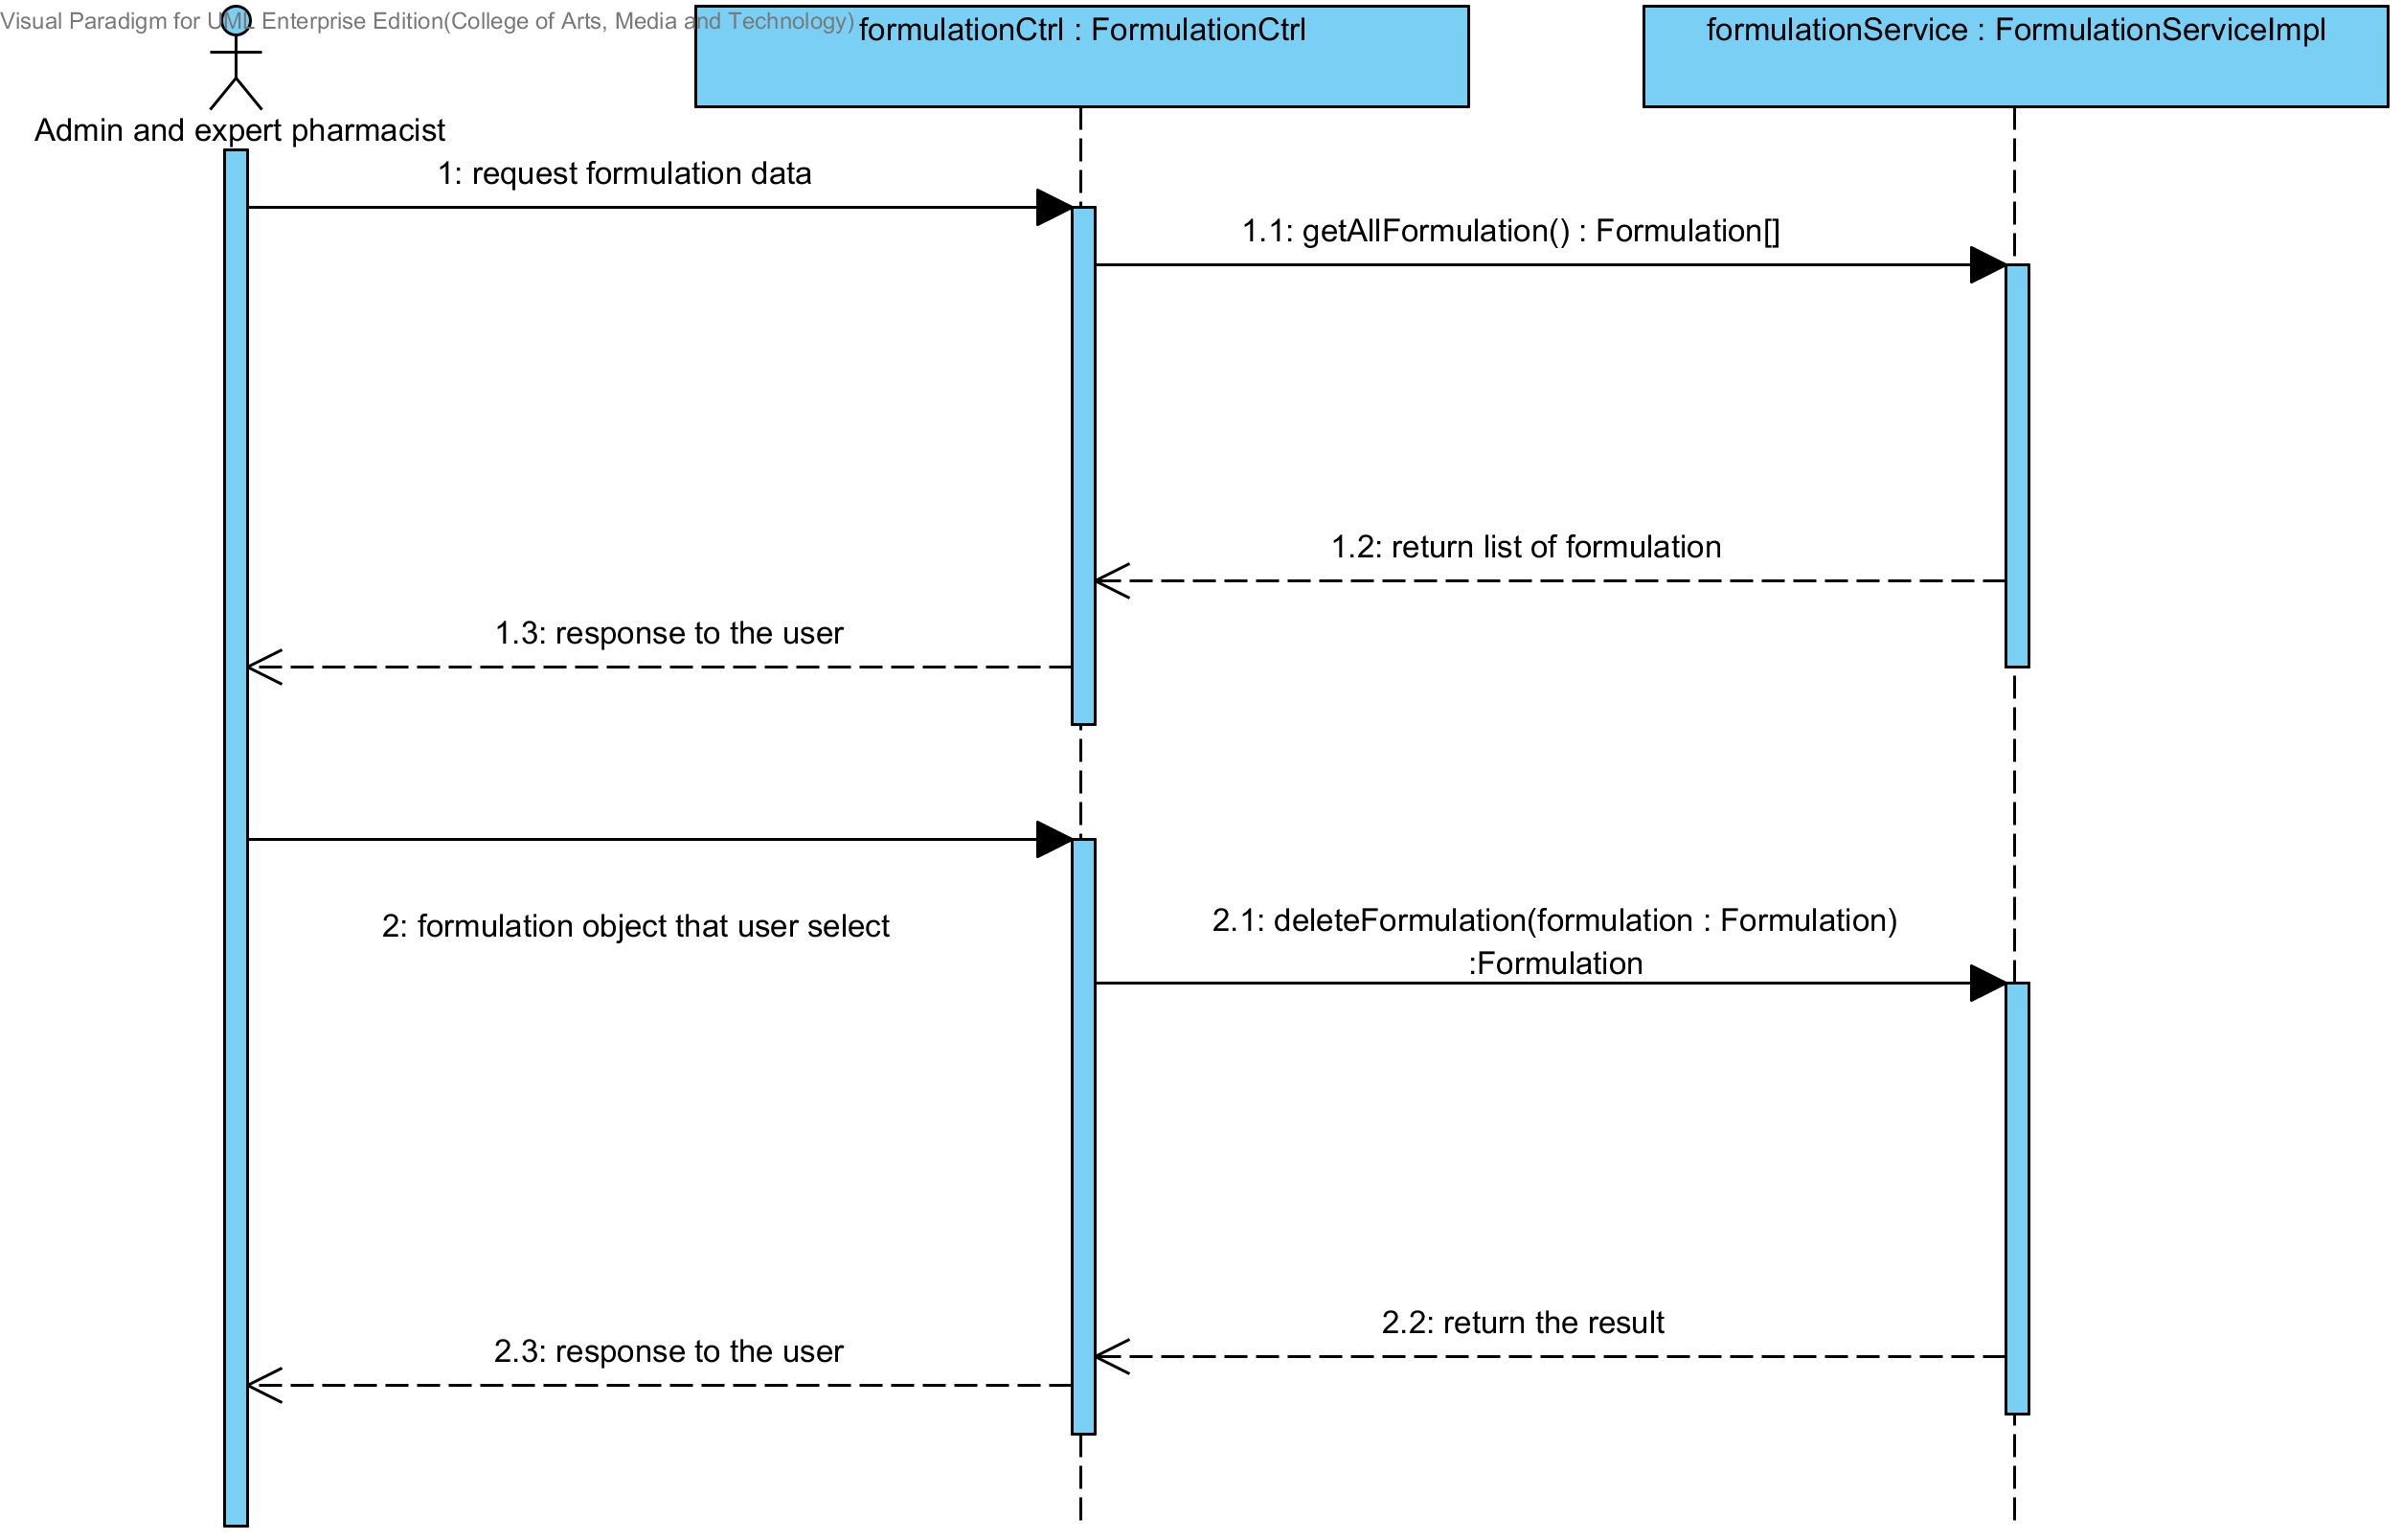 Visual Paradigm for UML Enterprise Edition(College of Arts, Media and Technology)
formulationCtrl : FormulationCtrl
formulationService : FormulationServiceImpl
Admin and expert pharmacist
1: request formulation data
1.1: getAllFormulation() : Formulation[]
1.2: return list of formulation
1.3: response to the user
2: formulation object that user select
2.1: deleteFormulation(formulation : Formulation)
:Formulation
2.2: return the result
2.3: response to the user